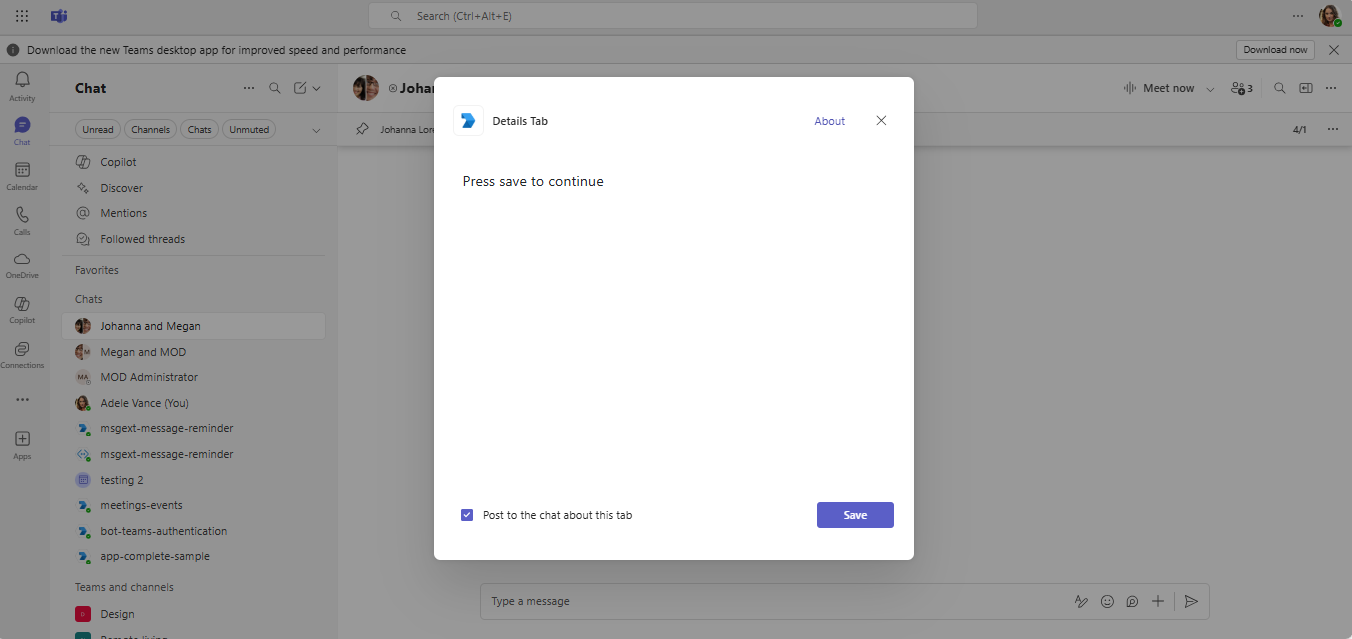 Search (Ctrl+Alt+E)
Download the new Teams desktop app for improved speed and performance
Download now
Activity
Chat
Calendar
Calls
OneDrive
Copilot
Connections
Apps
Chat
Unread
Channels
Chats
Unmuted
Copilot
Discover
Mentions
Followed threads
Favorites
Chats
Johanna and Megan
Megan and MOD
MA
MOD Administrator
Adele Vance (You)
msgext-message-reminder
msgext-message-reminder
testing 2
meetings-events
bot-teams-authentication
app-complete-sample
Teams and channels
D
Design
Meet now
3
Johanna
4/1
Details Tab
About
Press save to continue
Post to the chat about this tab
Save
Type a message